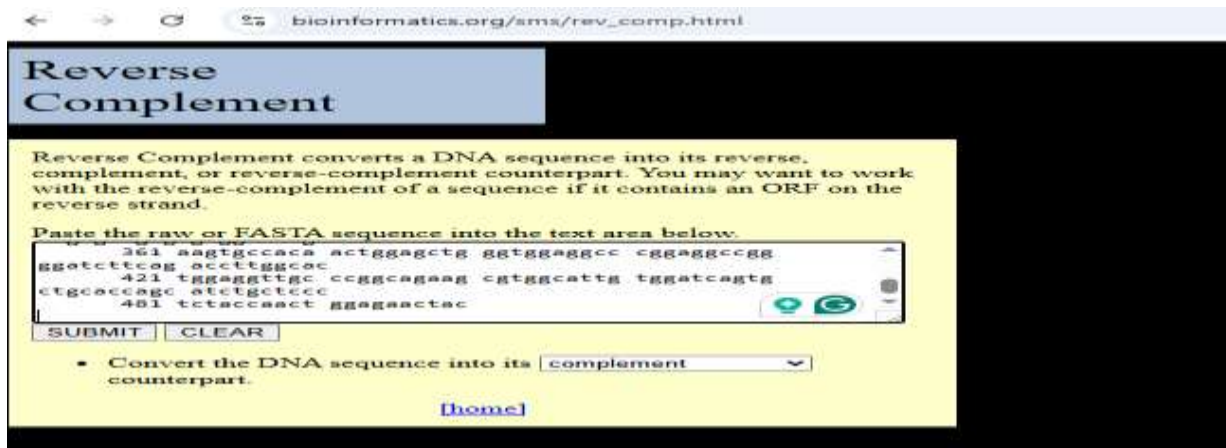 bioinformatics.org/sms/rev_comp.html
Reverse
Complement
Reverse Complement converts a DNA sequence into its reverse,
complement, or reverse-complement counterpart. You may want to work
with the reverse-complement of a sequence if it contains an ORF on the
reverse strand.
Paste the raw or FASTA sequence into the text area below.
361 aagtgccaca actggagctg ggtggaggcc cggaggccgg
ggatcttcag accttggcac
421 tggaggttgc ccggcagaag cgtggcattg tggatcagtg
ctgcaccagc atctgctccc
481 tctaccaact ggagaactac
SUBMIT CLEAR
• Convert the DNA sequence into its complement
counterpart.
[home]